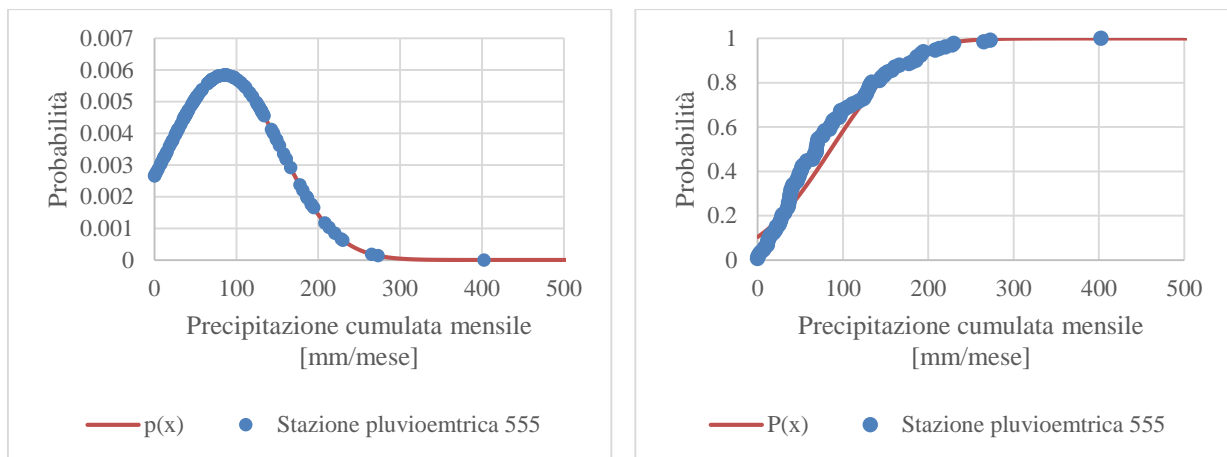 0.007
0.006
0.005
0.004
0.003
0.002
0.001
0
Probabilità
0 100 200 300 400 500
Precipitazione cumulata mensile
[mm/mese]
p(x) Stazione pluvioemtrica 555
1
0.8
0.6
0.4
0.2
0
Probabilità
0 100 200 300 400 500
Precipitazione cumulata mensile
[mm/mese]
P(x) Stazione pluvioemtrica 555